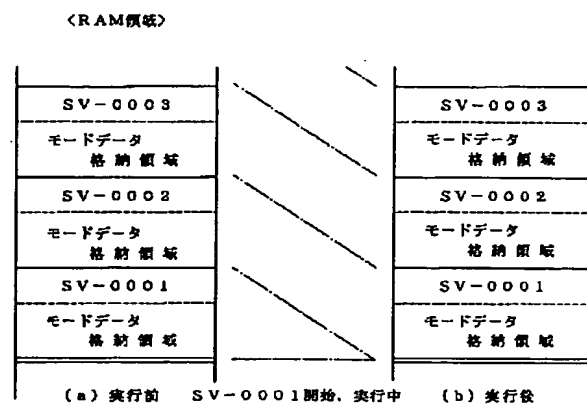 <RAM領域>
SV-0003
モードデータ
格納領域
SV-0002
モードデータ
格納領域
SV-0001
モードデータ
格納領域
(a) 実行前
SV-0001開始, 実行中
SV-0003
モードデータ
格納領域
SV-0002
モードデータ
格納領域
SV-0001
モードデータ
格納領域
(b) 実行後